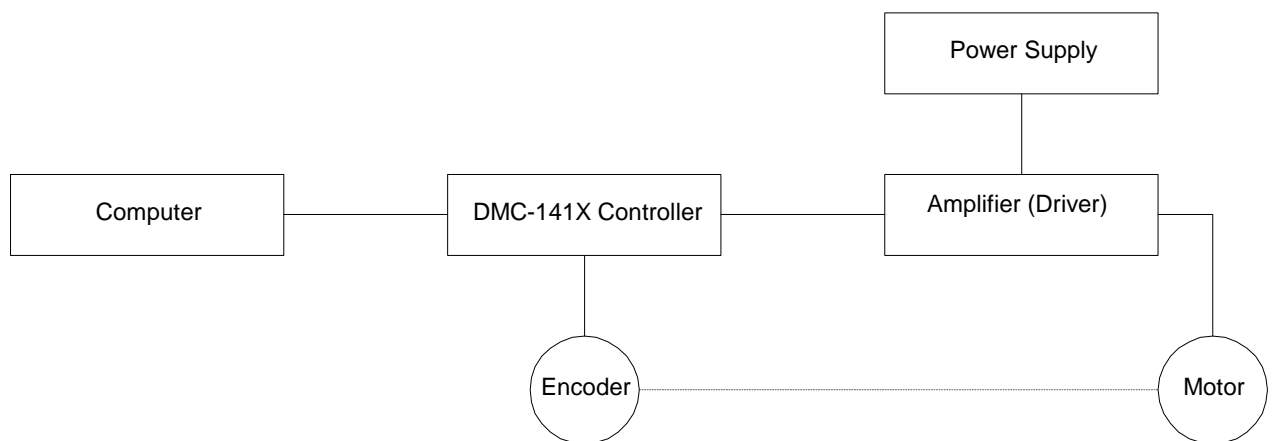 Power Supply
Computer
DMC-141X Controller
Amplifier (Driver)
Encoder
Motor